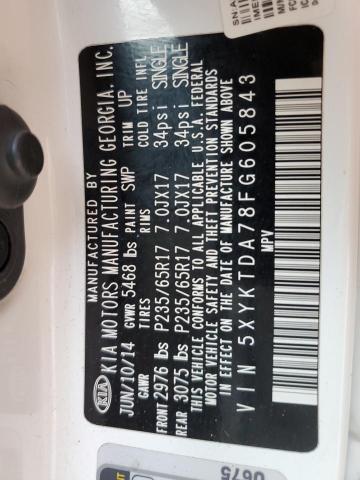 MANUFACTURED BY
KIA KIA MOTORS MANUFACTURING GEORGIA, INC.
JUN/10/14 GVWR 5468 lbs PAINT SWP TRIM UP
GAWR TIRES RIMS COLD TIRE INFL
FRONT 2976 lbs P235/65R17 7.0JX17 34psi SINGLE
REAR 3075 lbs P235/65R17 7.0JX17 34psi SINGLE
THIS VEHICLE CONFORMS TO ALL APPLICABLE U.S.A. FEDERAL
MOTOR VEHICLE SAFETY AND THEFT PREVENTION STANDARDS
IN EFFECT ON THE DATE OF MANUFACTURE SHOWN ABOVE
VIN 5XYKTDA78FG605843
MPV